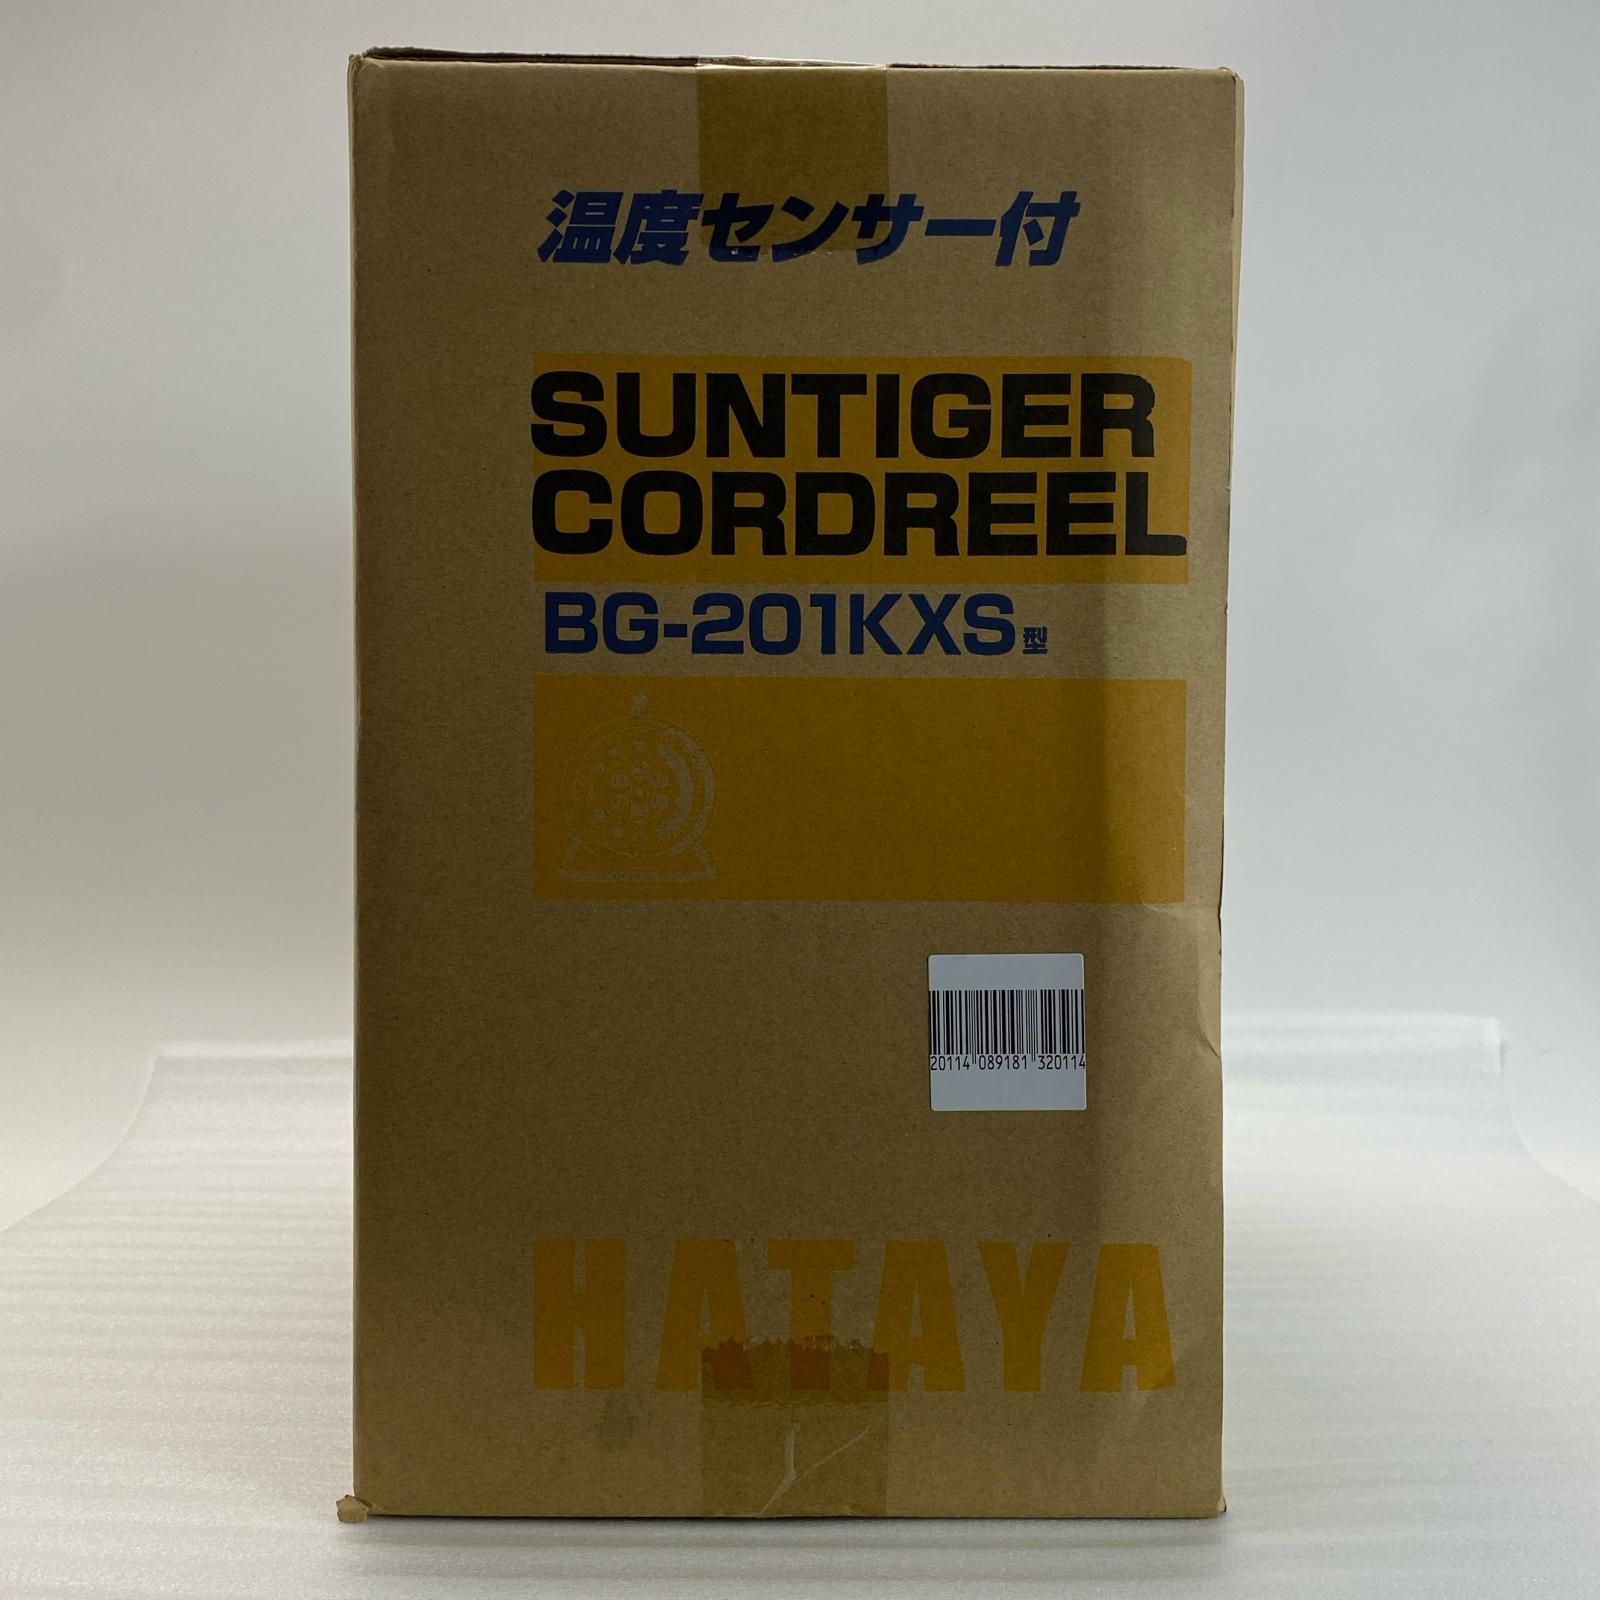 温度センサー付
SUNTIGER
CORDREEL
BG-201KXS型
20114 089181 320114
HATAYA